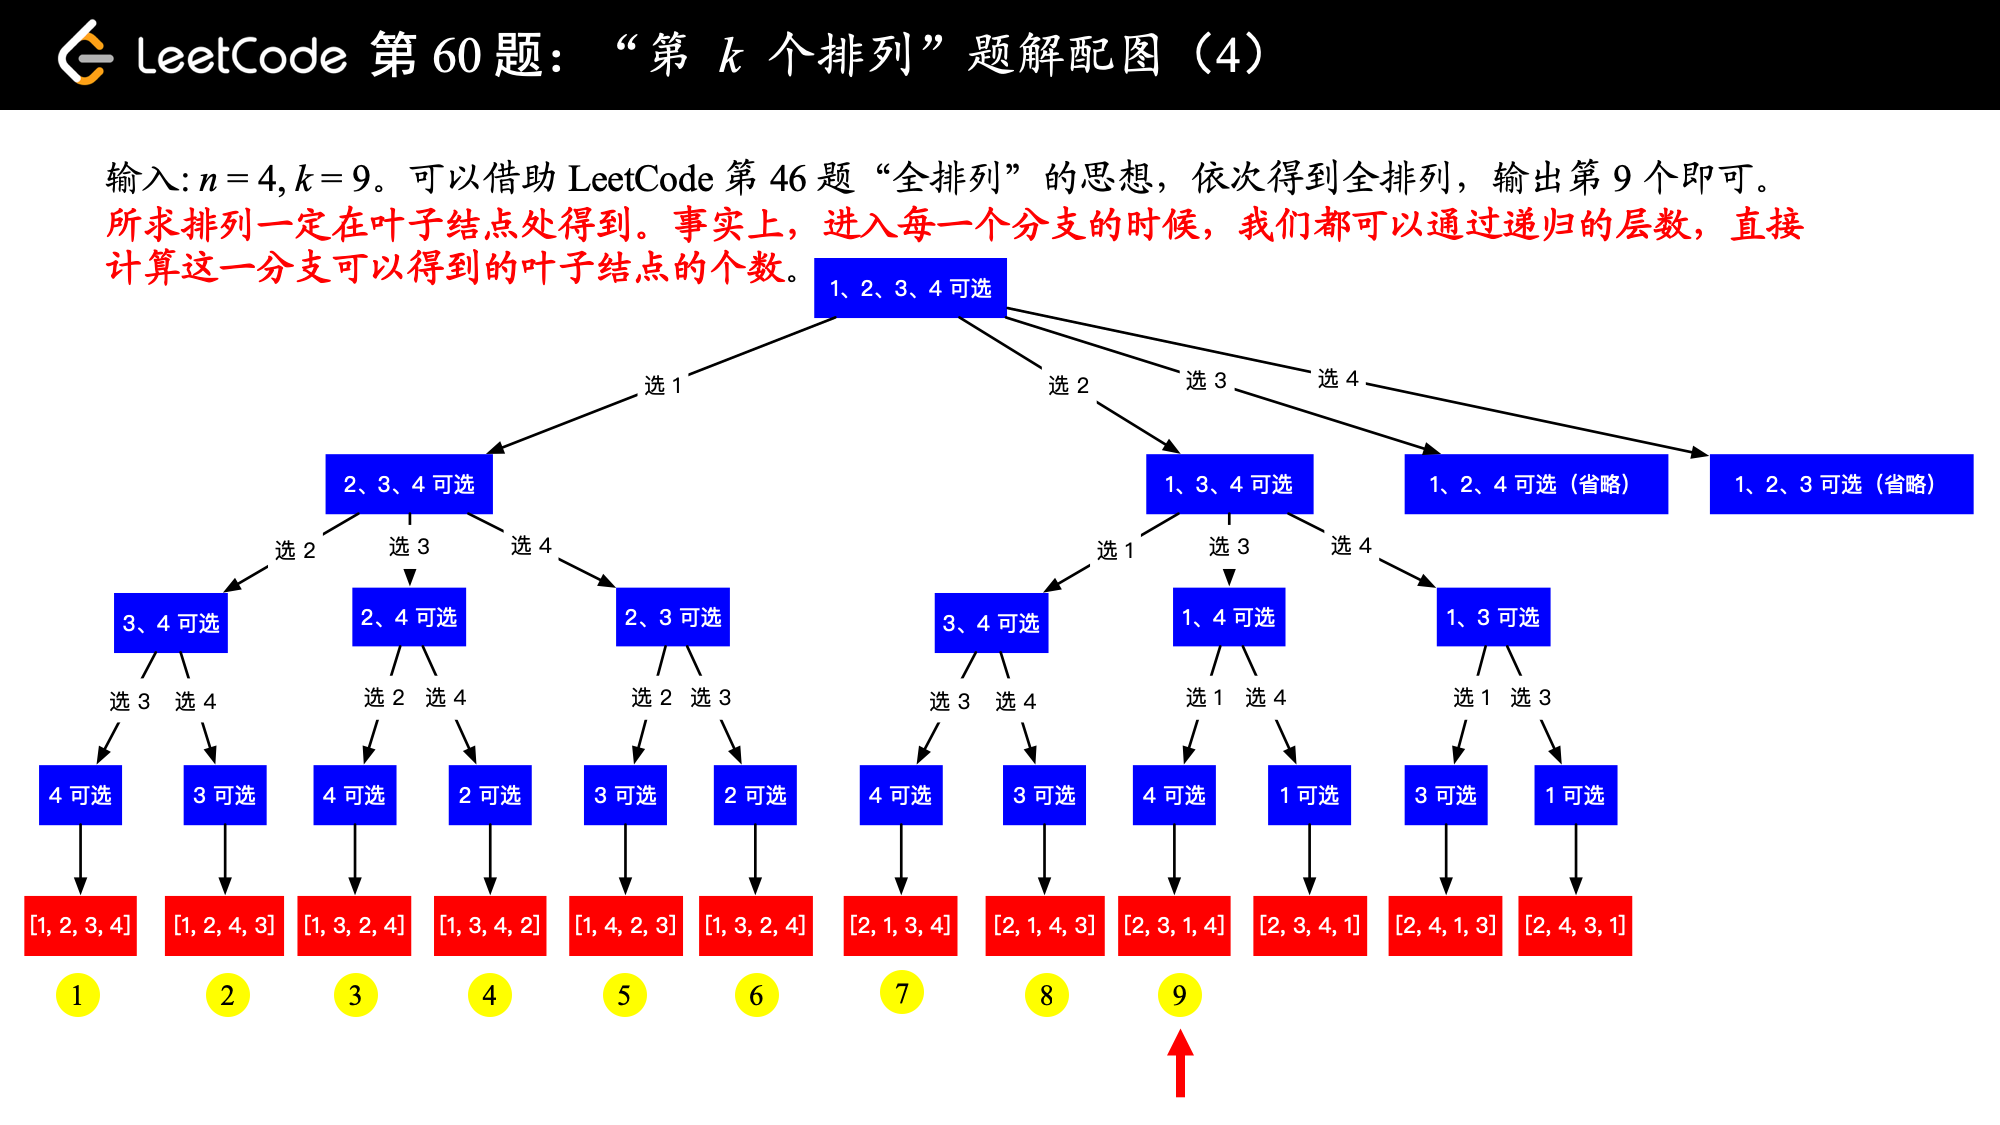 LeetCode 第 60 题：“第 k 个排列”题解配图（4）
输入: n = 4, k = 9。可以借助 LeetCode 第 46 题“全排列”的思想，依次得到全排列，输出第 9 个即可。
所求排列一定在叶子结点处得到。事实上，进入每一个分支的时候，我们都可以通过递归的层数，直接
计算这一分支可以得到的叶子结点的个数。
1、2、3、4 可选
选 1 选 2 选 3 选 4
2、3、4 可选 1、3、4 可选 1、2、4 可选（省略） 1、2、3 可选（省略）
选 2 选 3 选 4 选 1 选 3 选 4
3、4 可选 2、4 可选 2、3 可选 3、4 可选 1、4 可选 1、3 可选
选 3 选 4 选 2 选 4 选 2 选 3 选 3 选 4 选 1 选 4 选 1 选 3
4 可选 3 可选 4 可选 2 可选 3 可选 2 可选 4 可选 3 可选 4 可选 1 可选 3 可选 1 可选
[1, 2, 3, 4] [1, 2, 4, 3] [1, 3, 2, 4] [1, 3, 4, 2] [1, 4, 2, 3] [1, 3, 2, 4] [2, 1, 3, 4] [2, 1, 4, 3] [2, 3, 1, 4] [2, 3, 4, 1] [2, 4, 1, 3] [2, 4, 3, 1]
1 2 3 4 5 6 7 8 9